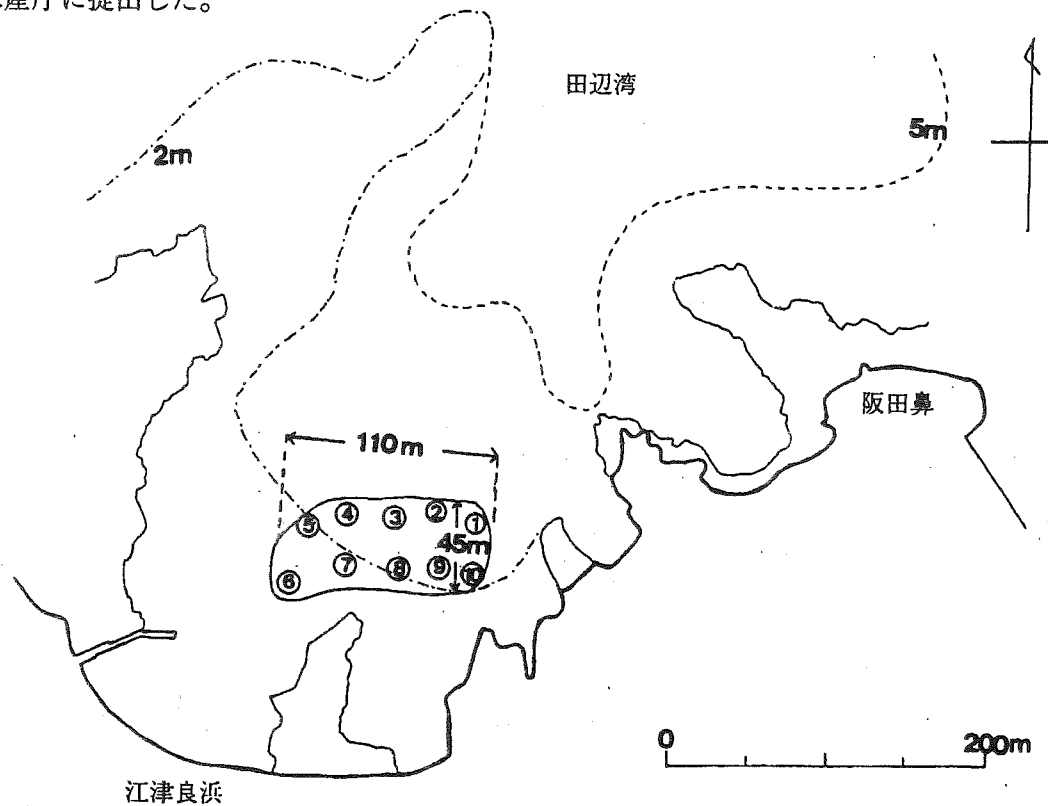 産庁に提出した。
田辺湾
5m
2m
阪田鼻
110m
⑤ ④ ③ ② ①
45m
⑥ ⑦ ⑧ ⑨ ⑩
0 200m
江津良浜